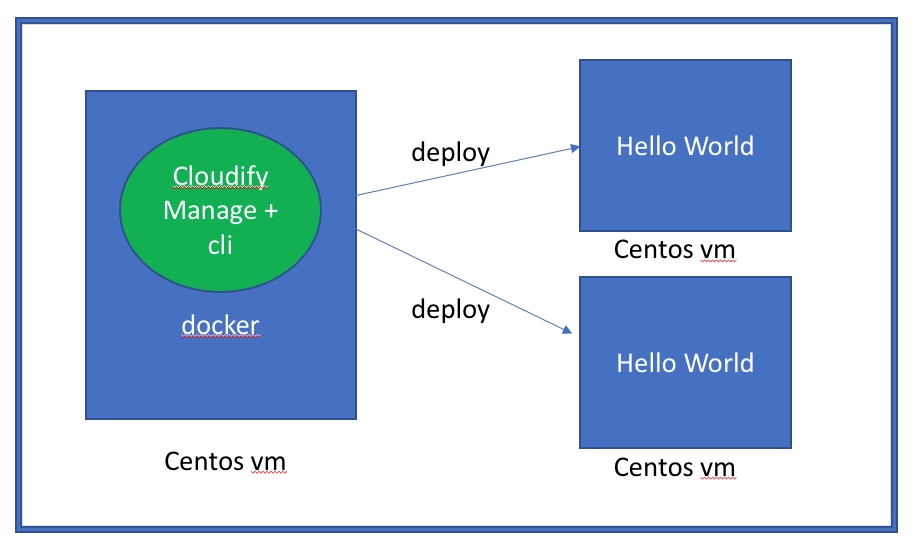 Cloudify
Manage +
cli
docker
Centos vm
deploy
deploy
Hello World
Centos vm
Hello World
Centos vm